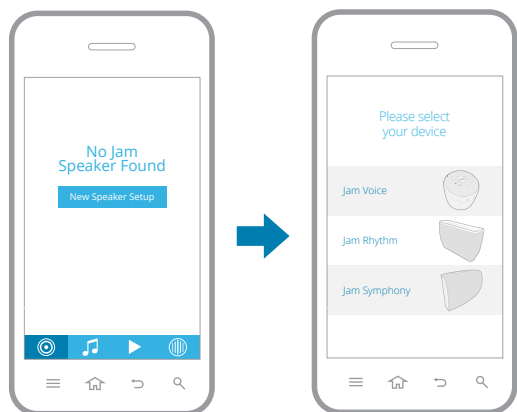 No Jam
Speaker Found
New Speaker Setup
Please select
your device
Jam Voice
Jam Rhythm
Jam Symphony